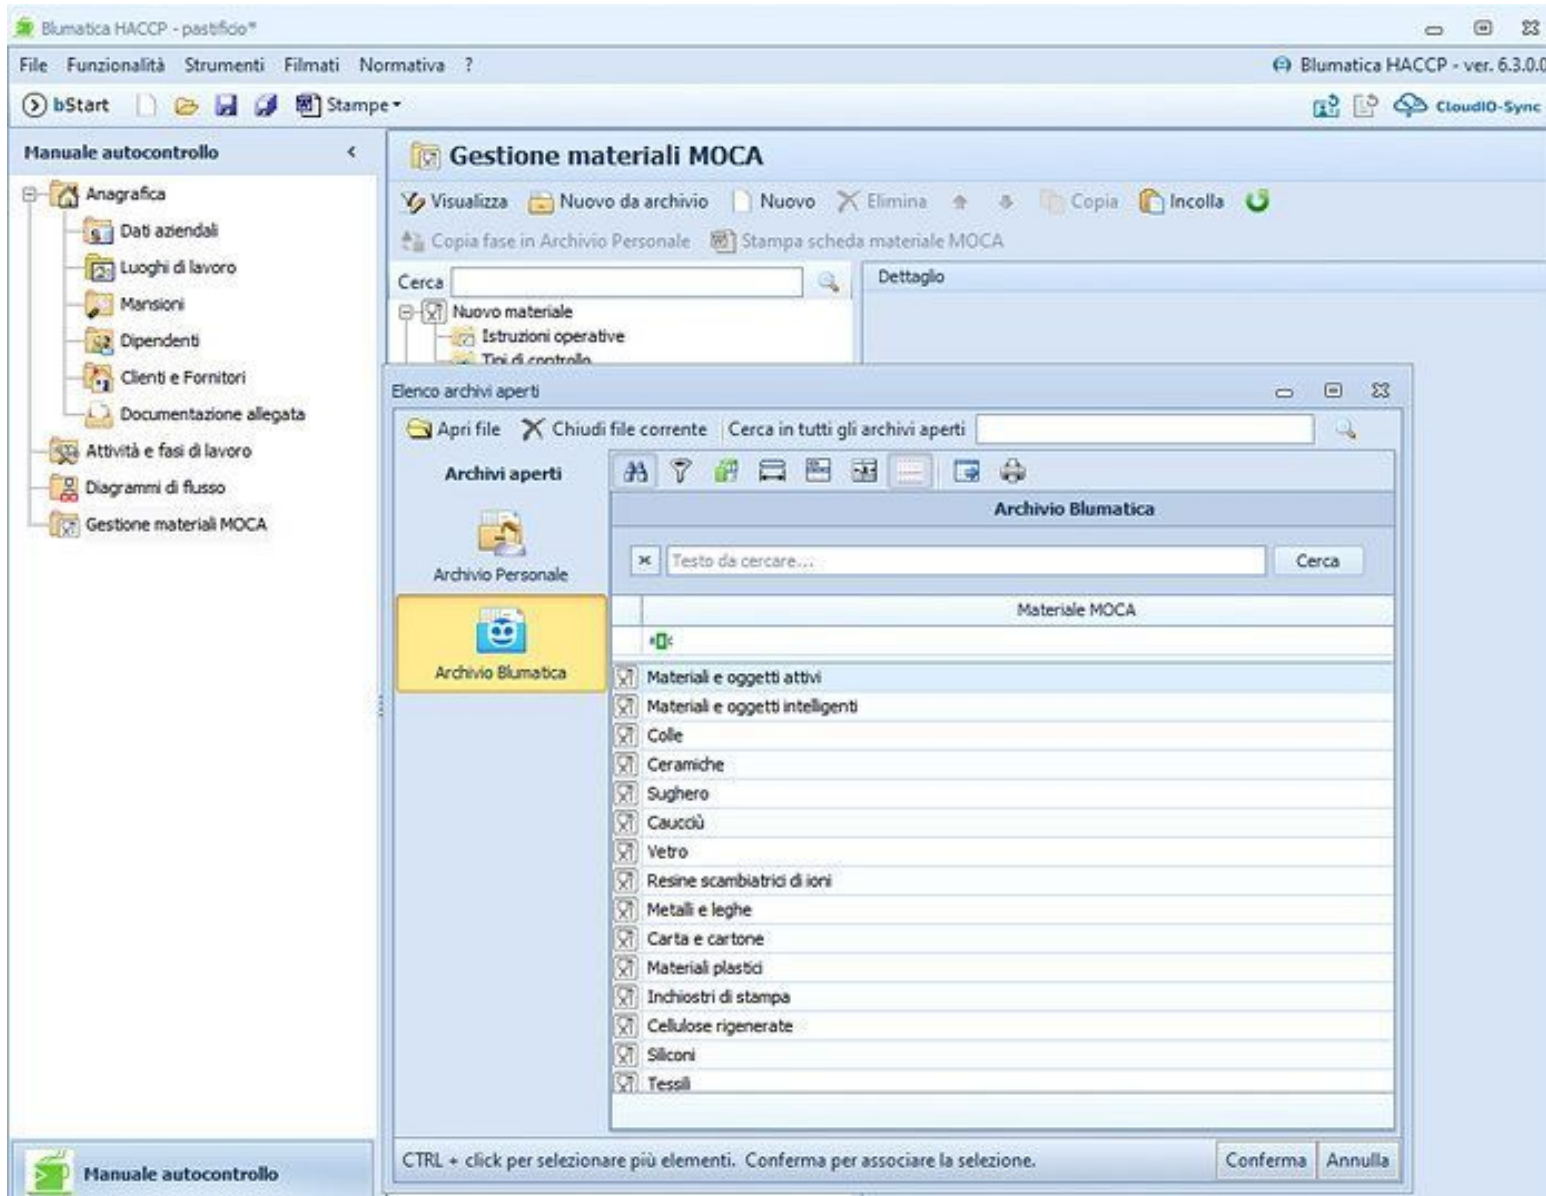 Blumatica HACCP - pastificio*
File Funzionalità Strumenti Filmati Normativa ?
Blumatica HACCP - ver. 6.3.0.0
bStart
Stampe
CloudIO-Sync
Manuale autocontrollo
Anagrafica
Dati aziendali
Luoghi di lavoro
Mansioni
Dipendenti
Clienti e Fornitori
Documentazione allegata
Attività e fasi di lavoro
Diagrammi di flusso
Gestione materiali MOCA
Manuale autocontrollo
Gestione materiali MOCA
Visualizza Nuovo da archivio Nuovo Elimina Copia Incolla
Copia fase in Archivio Personale Stampa scheda materiale MOCA
Cerca
Dettaglio
Nuovo materiale
Istruzioni operative
Tipi di controllo
Elenco archivi aperti
Apri file Chiudi file corrente Cerca in tutti gli archivi aperti
Archivi aperti
Archivio Personale
Archivio Blumatica
Archivio Blumatica
Testo da cercare...
Cerca
Materiale MOCA
Materiali e oggetti attivi
Materiali e oggetti intelligenti
Colle
Ceramiche
Sughero
Caucciù
Vetro
Resine scambiatrici di ioni
Metalli e leghe
Carta e cartone
Materiali plastici
Inchiostri di stampa
Cellulose rigenerate
Siliconi
Tessili
CTRL + click per selezionare più elementi. Conferma per associare la selezione.
Conferma
Annulla